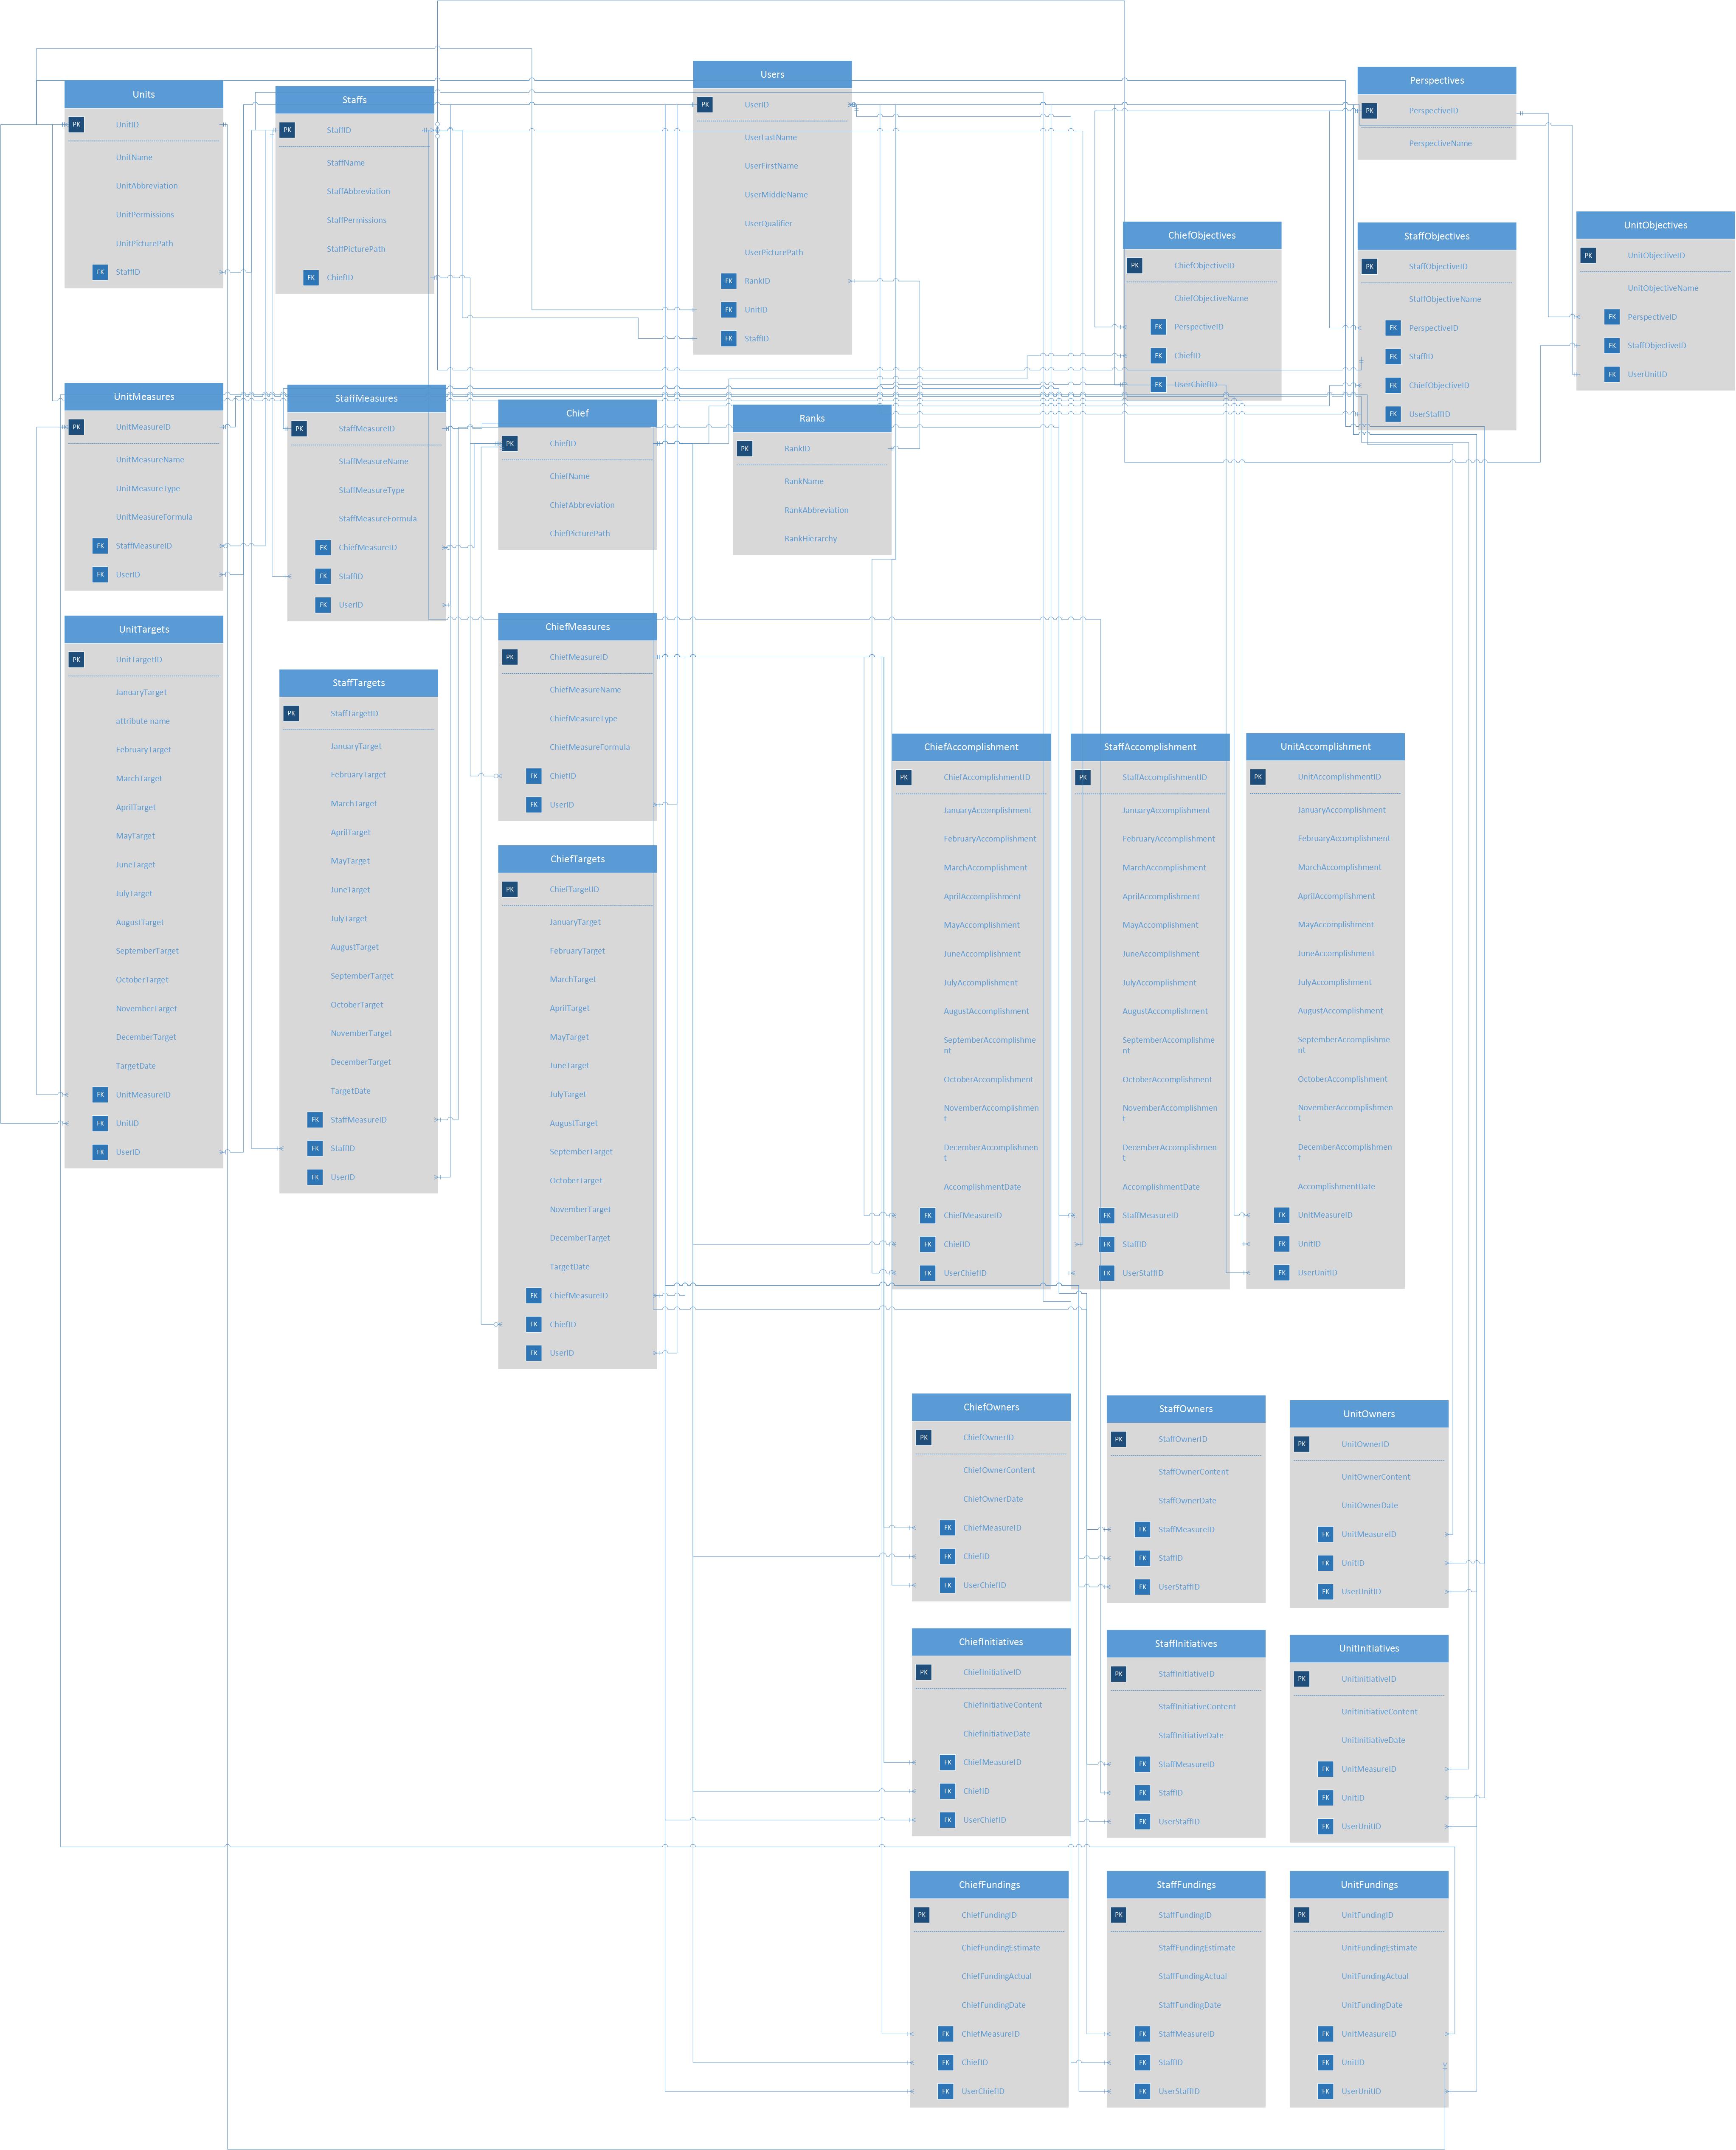 Units
PK UnitID
UnitName
UnitAbbreviation
UnitPermissions
UnitPicturePath
FK StaffID
Staffs
PK StaffID
StaffName
StaffAbbreviation
StaffPermissions
StaffPicturePath
FK ChiefID
Users
PK UserID
UserLastName
UserFirstName
UserMiddleName
UserQualifier
UserPicturePath
FK RankID
FK UnitID
FK StaffID
Perspectives
PK PerspectiveID
PerspectiveName
ChiefObjectives
PK ChiefObjectiveID
ChiefObjectiveName
FK PerspectiveID
FK ChiefID
FK UserChiefID
StaffObjectives
PK StaffObjectiveID
StaffObjectiveName
FK PerspectiveID
FK StaffID
FK ChiefObjectiveID
FK UserStaffID
UnitObjectives
PK UnitObjectiveID
UnitObjectiveName
FK PerspectiveID
FK StaffObjectiveID
FK UserUnitID
UnitMeasures
PK UnitMeasureID
UnitMeasureName
UnitMeasureType
UnitMeasureFormula
FK StaffMeasureID
FK UserID
StaffMeasures
PK StaffMeasureID
StaffMeasureName
StaffMeasureType
StaffMeasureFormula
FK ChiefMeasureID
FK StaffID
FK UserID
Chief
PK ChiefID
ChiefName
ChiefAbbreviation
ChiefPicturePath
Ranks
PK RankID
RankName
RankAbbreviation
RankHierarchy
UnitTargets
PK UnitTargetID
JanuaryTarget
attribute name
FebruaryTarget
MarchTarget
AprilTarget
MayTarget
JuneTarget
JulyTarget
AugustTarget
SeptemberTarget
OctoberTarget
NovemberTarget
DecemberTarget
TargetDate
FK UnitMeasureID
FK UnitID
FK UserID
StaffTargets
PK StaffTargetID
JanuaryTarget
FebruaryTarget
MarchTarget
AprilTarget
MayTarget
JuneTarget
JulyTarget
AugustTarget
SeptemberTarget
OctoberTarget
NovemberTarget
DecemberTarget
TargetDate
FK StaffMeasureID
FK StaffID
FK UserID
ChiefMeasures
PK ChiefMeasureID
ChiefMeasureName
ChiefMeasureType
ChiefMeasureFormula
FK ChiefID
FK UserID
ChiefTargets
PK ChiefTargetID
JanuaryTarget
FebruaryTarget
MarchTarget
AprilTarget
MayTarget
JuneTarget
JulyTarget
AugustTarget
SeptemberTarget
OctoberTarget
NovemberTarget
DecemberTarget
TargetDate
FK ChiefMeasureID
FK ChiefID
FK UserID
ChiefAccomplishment
PK ChiefAccomplishmentID
JanuaryAccomplishment
FebruaryAccomplishment
MarchAccomplishment
AprilAccomplishment
MayAccomplishment
JuneAccomplishment
JulyAccomplishment
AugustAccomplishment
SeptemberAccomplishme
nt
OctoberAccomplishment
NovemberAccomplishmen
t
DecemberAccomplishmen
t
AccomplishmentDate
FK ChiefMeasureID
FK ChiefID
FK UserChiefID
StaffAccomplishment
PK StaffAccomplishmentID
JanuaryAccomplishment
FebruaryAccomplishment
MarchAccomplishment
AprilAccomplishment
MayAccomplishment
JuneAccomplishment
JulyAccomplishment
AugustAccomplishment
SeptemberAccomplishme
nt
OctoberAccomplishment
NovemberAccomplishmen
t
DecemberAccomplishmen
t
AccomplishmentDate
FK StaffMeasureID
FK StaffID
FK UserStaffID
UnitAccomplishment
PK UnitAccomplishmentID
JanuaryAccomplishment
FebruaryAccomplishment
MarchAccomplishment
AprilAccomplishment
MayAccomplishment
JuneAccomplishment
JulyAccomplishment
AugustAccomplishment
SeptemberAccomplishme
nt
OctoberAccomplishment
NovemberAccomplishmen
t
DecemberAccomplishmen
t
AccomplishmentDate
FK UnitMeasureID
FK UnitID
FK UserUnitID
ChiefOwners
PK ChiefOwnerID
ChiefOwnerContent
ChiefOwnerDate
FK ChiefMeasureID
FK ChiefID
FK UserChiefID
StaffOwners
PK StaffOwnerID
StaffOwnerContent
StaffOwnerDate
FK StaffMeasureID
FK StaffID
FK UserStaffID
UnitOwners
PK UnitOwnerID
UnitOwnerContent
UnitOwnerDate
FK UnitMeasureID
FK UnitID
FK UserUnitID
ChiefInitiatives
PK ChiefInitiativeID
ChiefInitiativeContent
ChiefInitiativeDate
FK ChiefMeasureID
FK ChiefID
FK UserChiefID
StaffInitiatives
PK StaffInitiativeID
StaffInitiativeContent
StaffInitiativeDate
FK StaffMeasureID
FK StaffID
FK UserStaffID
UnitInitiatives
PK UnitInitiativeID
UnitInitiativeContent
UnitInitiativeDate
FK UnitMeasureID
FK UnitID
FK UserUnitID
ChiefFundings
PK ChiefFundingID
ChiefFundingEstimate
ChiefFundingActual
ChiefFundingDate
FK ChiefMeasureID
FK ChiefID
FK UserChiefID
StaffFundings
PK StaffFundingID
StaffFundingEstimate
StaffFundingActual
StaffFundingDate
FK StaffMeasureID
FK StaffID
FK UserStaffID
UnitFundings
PK UnitFundingID
UnitFundingEstimate
UnitFundingActual
UnitFundingDate
FK UnitMeasureID
FK UnitID
FK UserUnitID